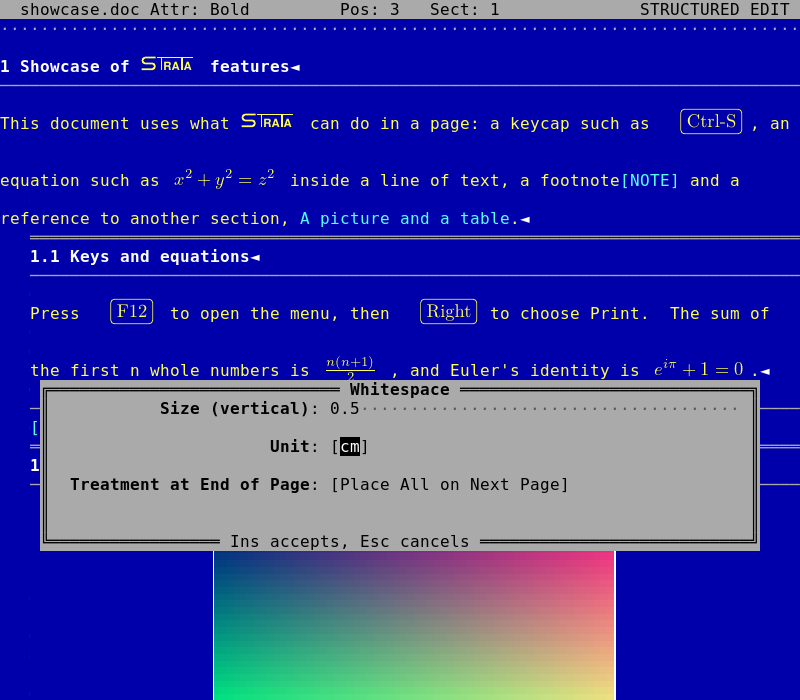 showcase.doc Attr: Bold Pos: 3 Sect: 1 STRUCTURED EDIT
1 Showcase of STRATA features◄
This document uses what STRATA can do in a page: a keycap such as Ctrl-S , an
equation such as x² + y² = z² inside a line of text, a footnote[NOTE] and a
reference to another section, A picture and a table.◄
1.1 Keys and equations◄
Press F12 to open the menu, then Right to choose Print. The sum of
the first n whole numbers is n(n+1)/2 , and Euler's identity is e^{iπ} + 1 = 0 .◄
Whitespace
Size (vertical): 0.5
[
Unit: [cm]
1
Treatment at End of Page: [Place All on Next Page]
Ins accepts, Esc cancels